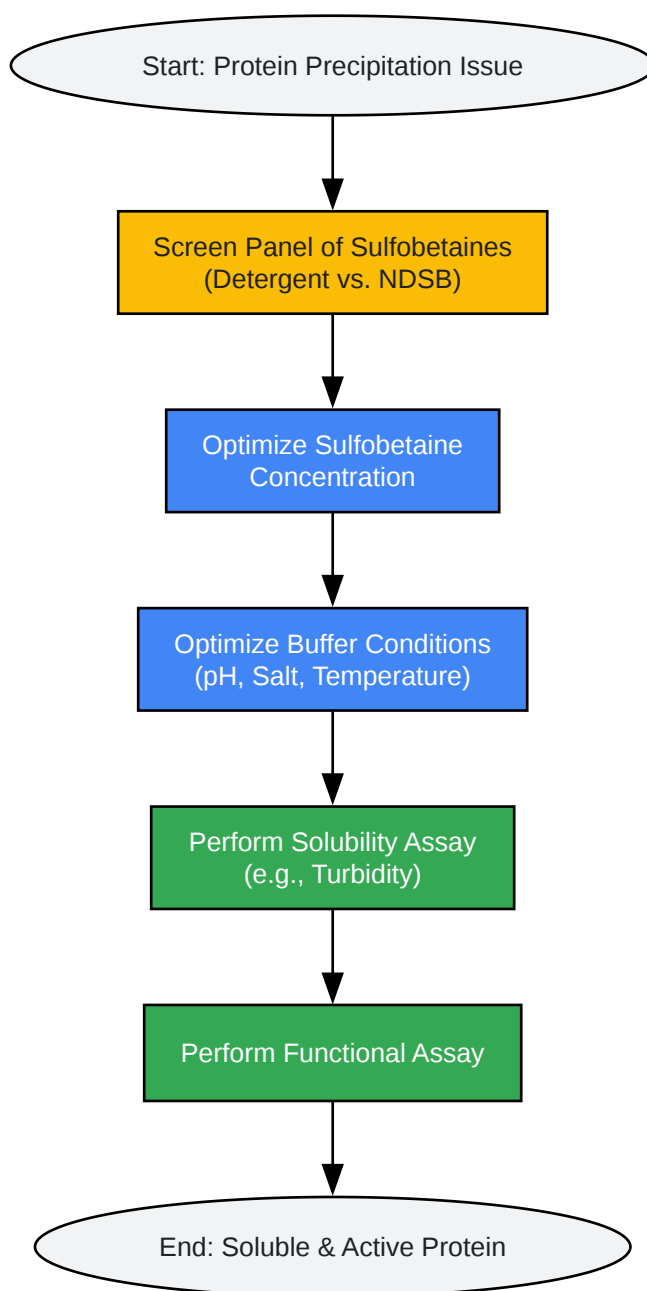 Start: Protein Precipitation Issue
Screen Panel of Sulfobetaines
(Detergent vs. NDSB)
Optimize Sulfobetaine
Concentration
Optimize Buffer Conditions
(pH, Salt, Temperature)
Perform Solubility Assay
(e.g., Turbidity)
Perform Functional Assay
End: Soluble & Active Protein